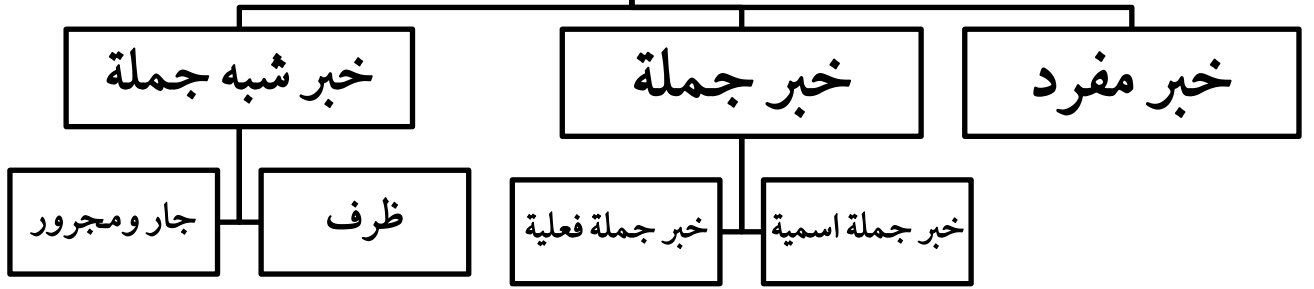 خبر مفرد
خبر جملة
خبر شبه جملة
خبر جملة اسمية
خبر جملة فعلية
ظرف
جار ومجرور